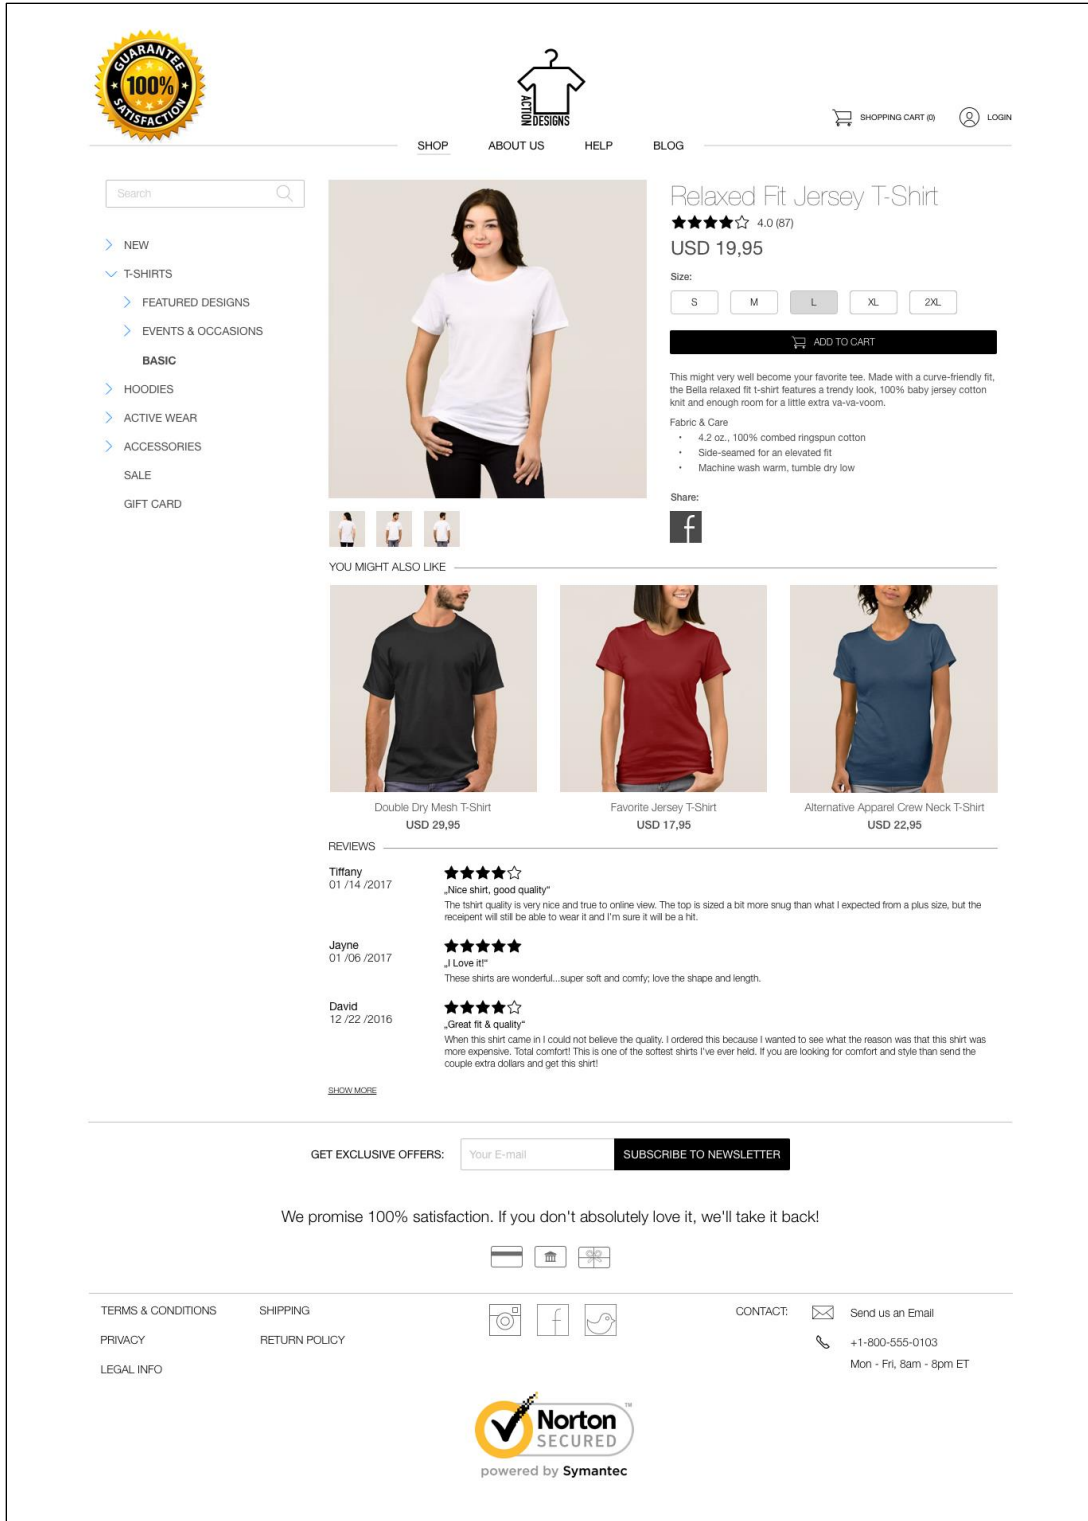 GUARANTEE
100%
SATISFACTION
ACTION
DESIGNS
SHOPPING CART (0)
LOGIN
SHOP
ABOUT US
HELP
BLOG
Search
NEW
T-SHIRTS
FEATURED DESIGNS
EVENTS & OCCASIONS
BASIC
HOODIES
ACTIVE WEAR
ACCESSORIES
SALE
GIFT CARD
Relaxed Fit Jersey T-Shirt
4.0 (87)
USD 19,95
Size:
S
M
L
XL
2XL
ADD TO CART
This might very well become your favorite tee. Made with a curve-friendly fit,
the Bella relaxed fit t-shirt features a trendy look, 100% baby jersey cotton
knit and enough room for a little extra va-va-voom.
Fabric & Care
• 4.2 oz., 100% combed ringspun cotton
• Side-seamed for an elevated fit
• Machine wash warm, tumble dry low
Share:
f
YOU MIGHT ALSO LIKE
Double Dry Mesh T-Shirt
USD 29,95
Favorite Jersey T-Shirt
USD 17,95
Alternative Apparel Crew Neck T-Shirt
USD 22,95
REVIEWS
Tiffany
01 /14 /2017
„Nice shirt, good quality“
The tshirt quality is very nice and true to online view. The top is sized a bit more snug than what I expected from a plus size, but the
receipent will still be able to wear it and I'm sure it will be a hit.
Jayne
01 /06 /2017
„I Love it!“
These shirts are wonderful...super soft and comfy; love the shape and length.
David
12 /22 /2016
„Great fit & quality“
When this shirt came in I could not believe the quality. I ordered this because I wanted to see what the reason was that this shirt was
more expensive. Total comfort! This is one of the softest shirts I've ever held. If you are looking for comfort and style than send the
couple extra dollars and get this shirt!
SHOW MORE
GET EXCLUSIVE OFFERS:
Your E-mail
SUBSCRIBE TO NEWSLETTER
We promise 100% satisfaction. If you don't absolutely love it, we'll take it back!
TERMS & CONDITIONS
SHIPPING
PRIVACY
RETURN POLICY
LEGAL INFO
f
CONTACT:
Send us an Email
+1-800-555-0103
Mon - Fri, 8am - 8pm ET
Norton
TM
SECURED
powered by Symantec